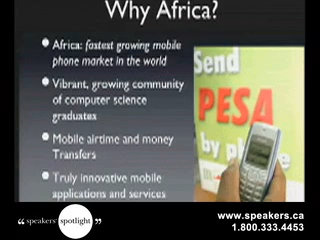 Why Africa?
Africa: fastest growing mobile
phone market in the world
Vibrant, growing community
of computer science
graduates
Mobile airtime and money
Transfers
Truly innovative mobile
applications and services
Send
PESA
by phone
“speakers' spotlight”
www.speakers.ca
1.800.333.4453